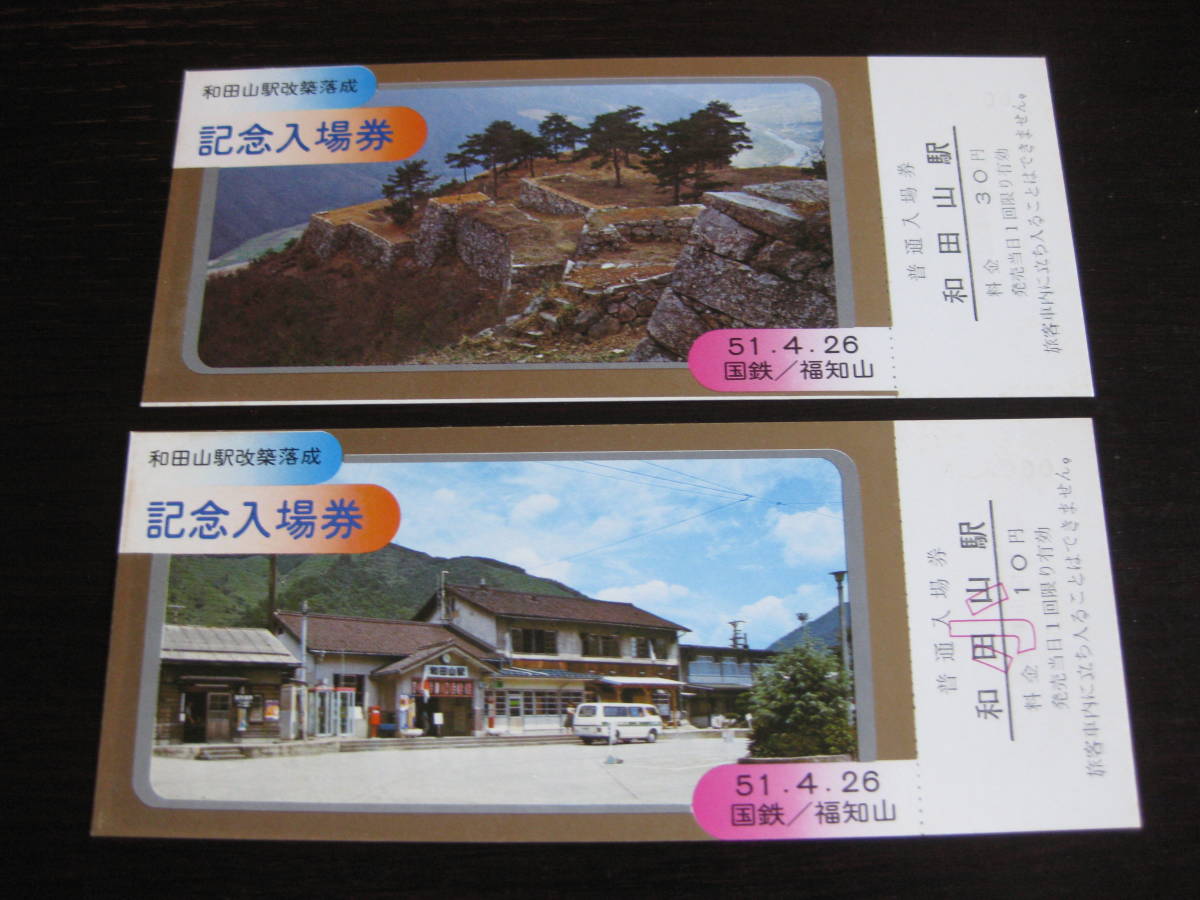 和田山駅改築落成
記念入場券
51.4.26
国鉄/福知山
普通入場券
和田山駅
料金 30円
発売当日1回限り有効
旅客車内に立ち入ることはできません。
和田山駅改築落成
記念入場券
和田山駅
51.4.26
国鉄/福知山
普通入場券
和田山駅
小
料金 10円
発売当日1回限り有効
旅客車内に立ち入ることはできません。